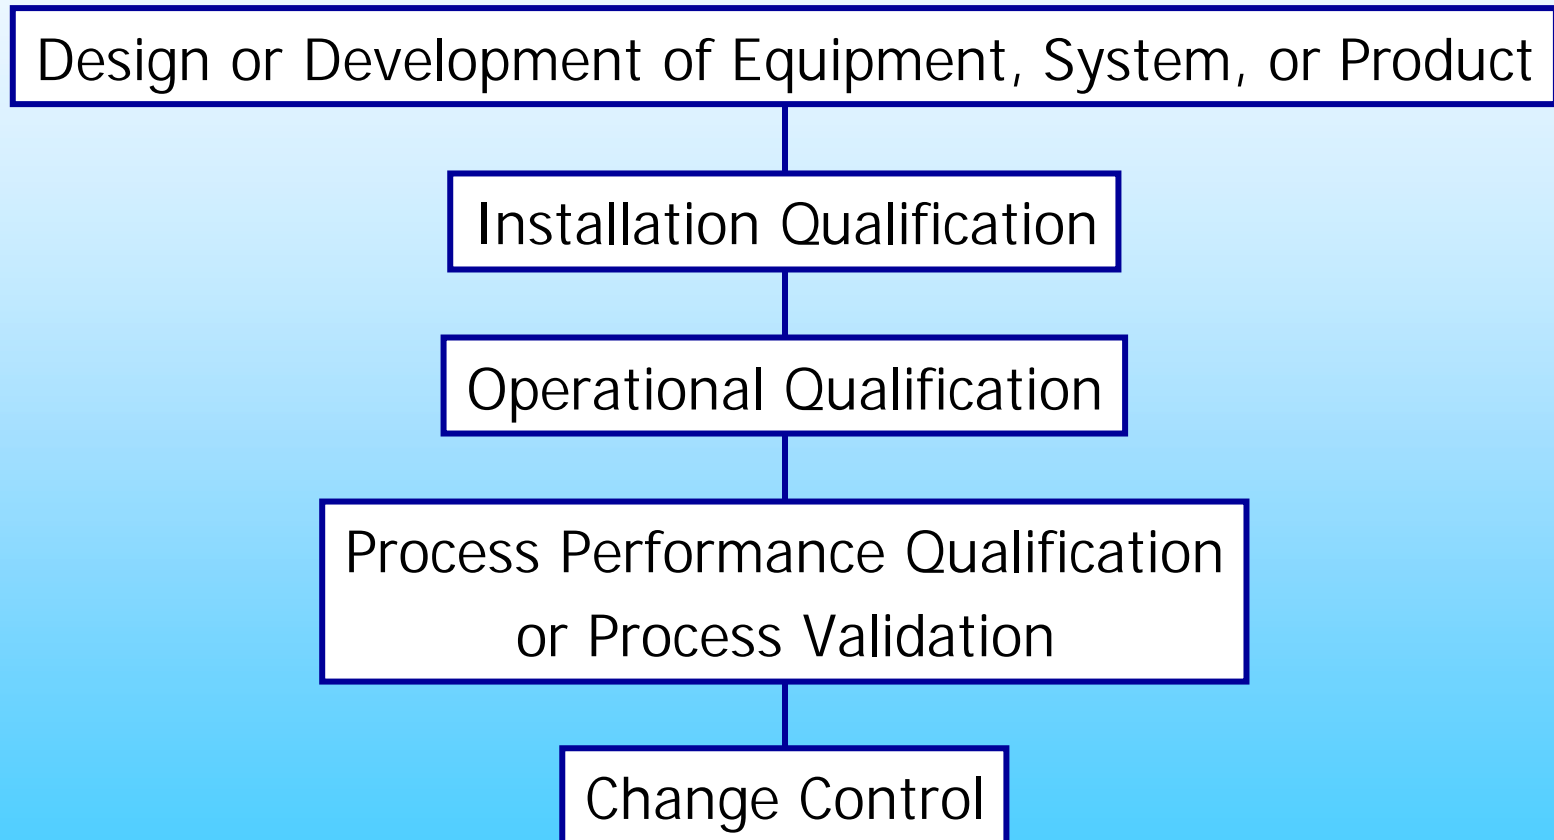 Design or Development of Equipment, System, or Product
Installation Qualification
Operational Qualification
Process Performance Qualification
or Process Validation
Change Control